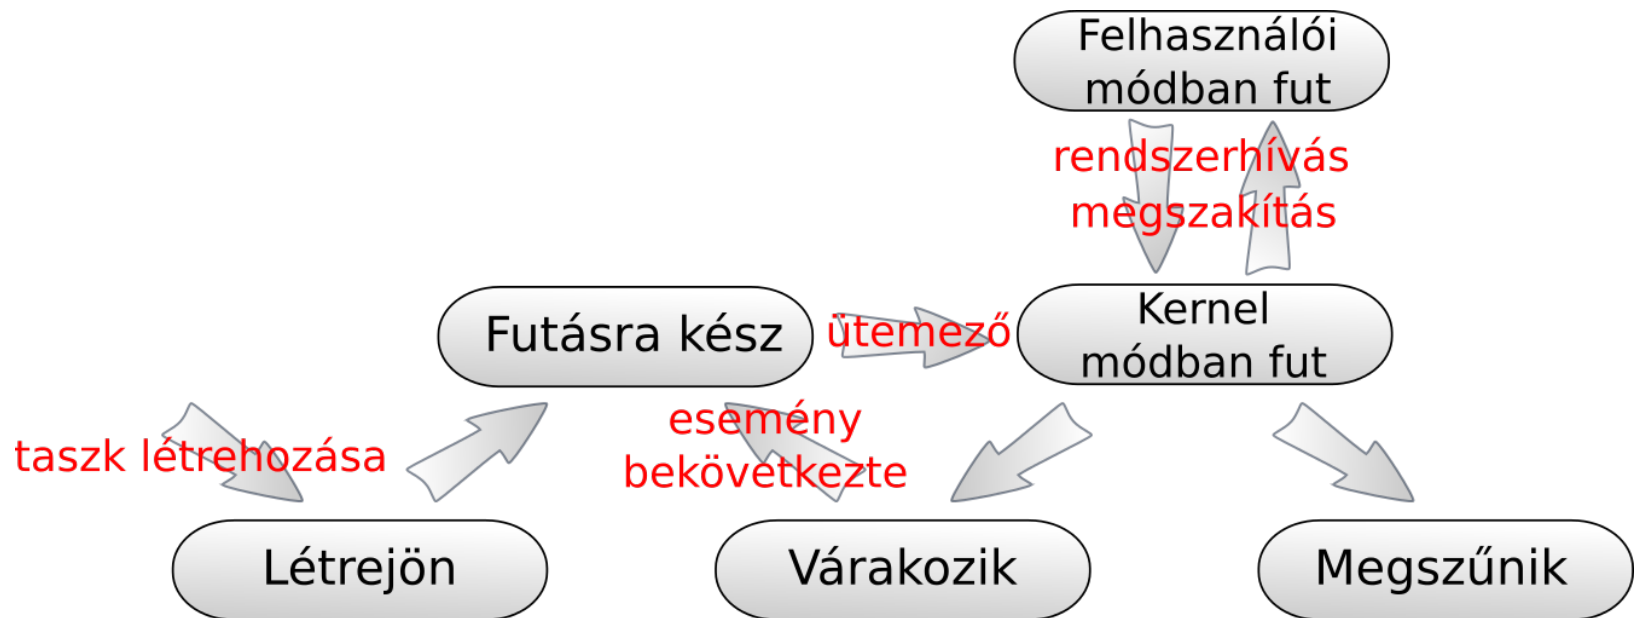 Felhasználói
módban fut
rendszerhívás
megszakítás
Futásra kész
ütemező
Kernel
módban fut
taszk létrehozása
esemény
bekövetkezte
Létrejön
Várakozik
Megszűnik